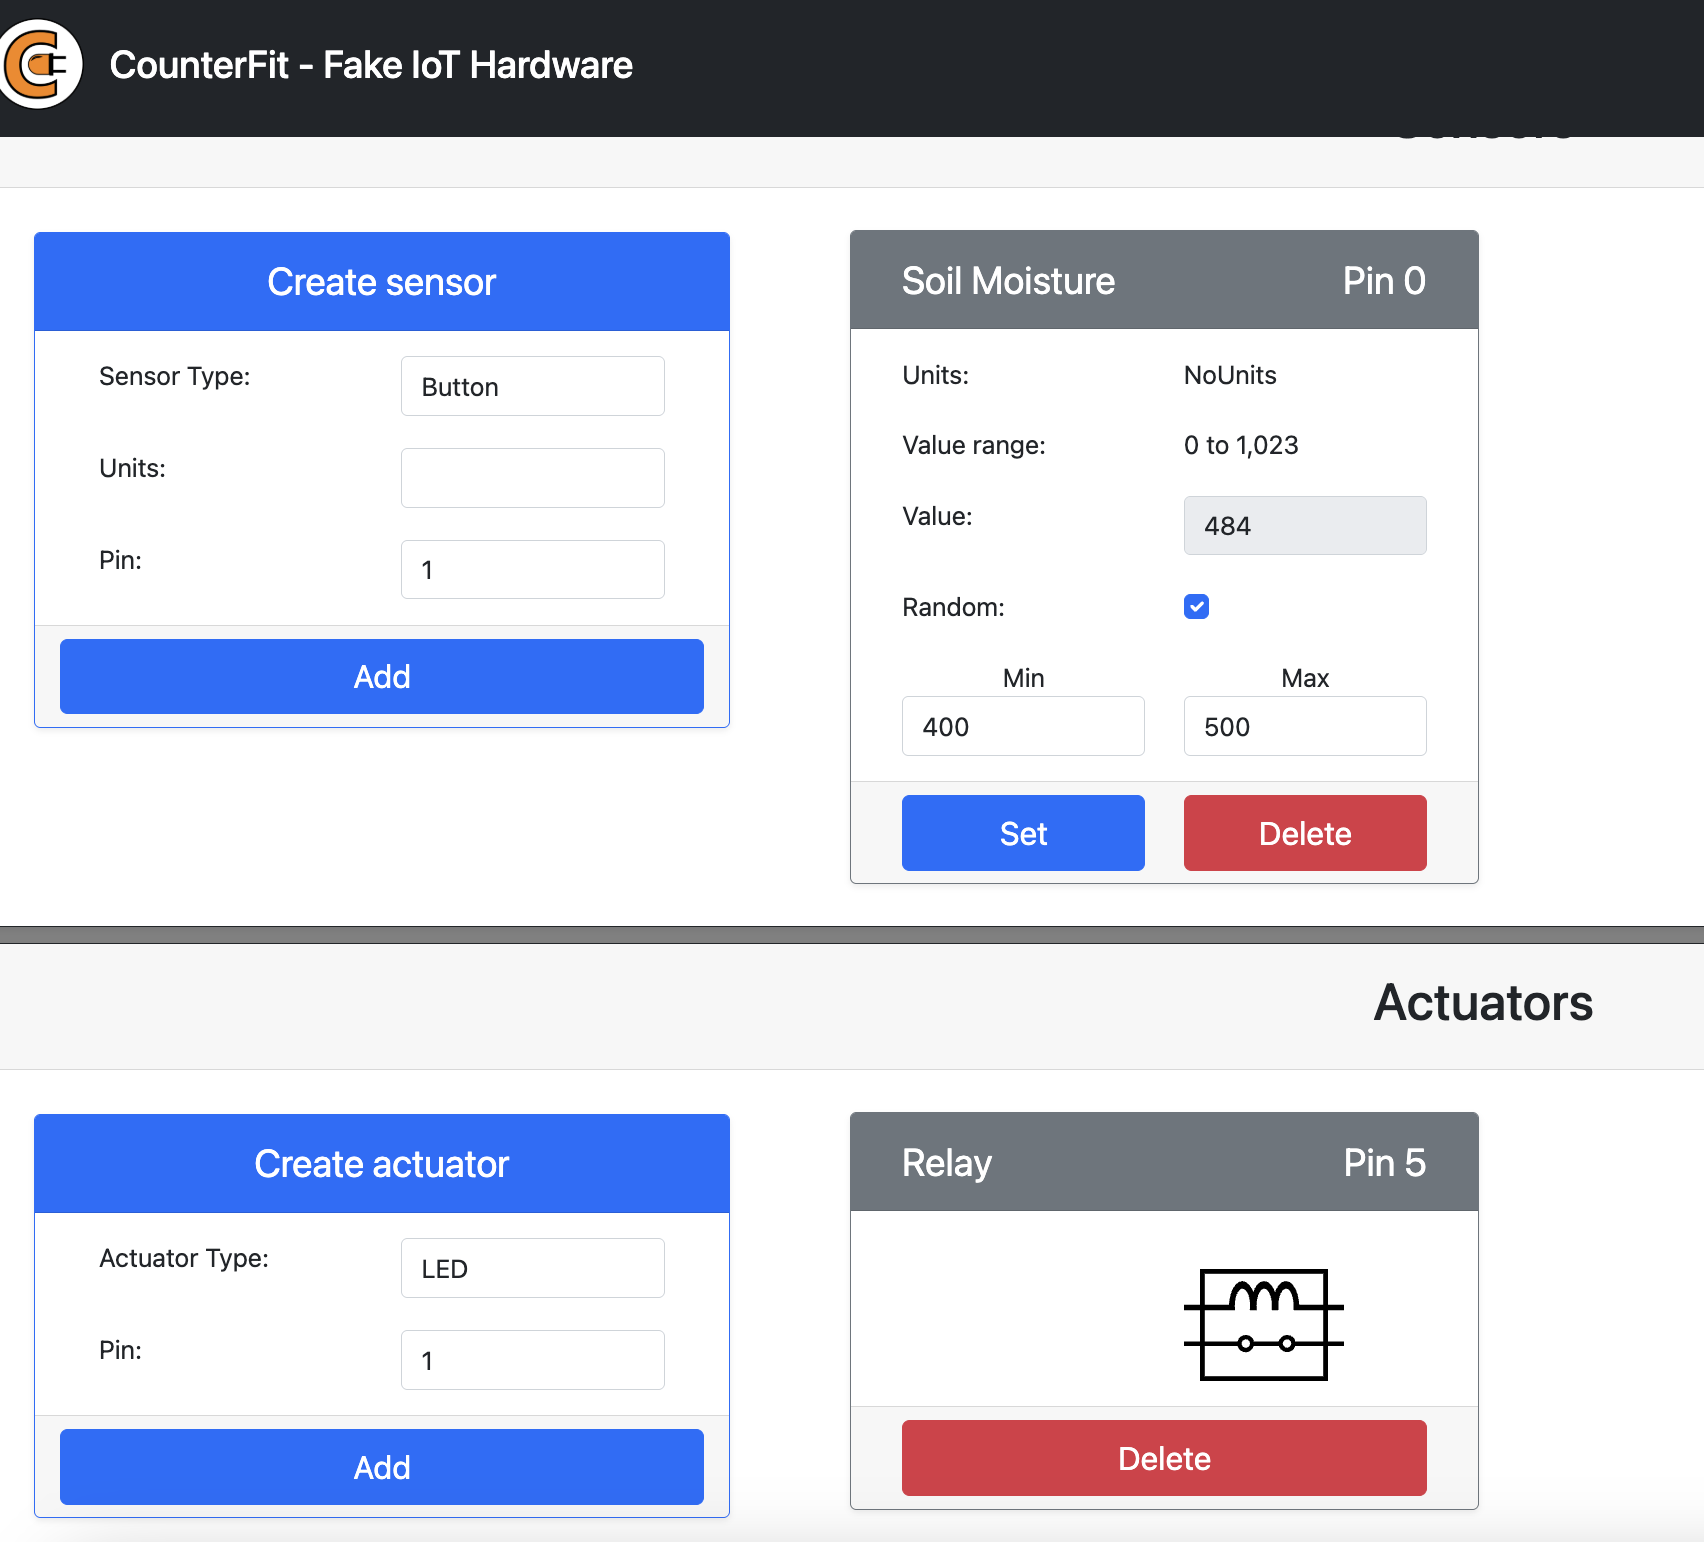 CounterFit - Fake IoT Hardware
Create sensor
Sensor Type:
Button
Units:
Pin:
1
Add
Soil Moisture
Pin 0
Units:
NoUnits
Value range:
0 to 1,023
Value:
484
Random:
Min
Max
400
500
Set
Delete
Actuators
Create actuator
Actuator Type:
LED
Pin:
1
Add
Relay
Pin 5
Delete